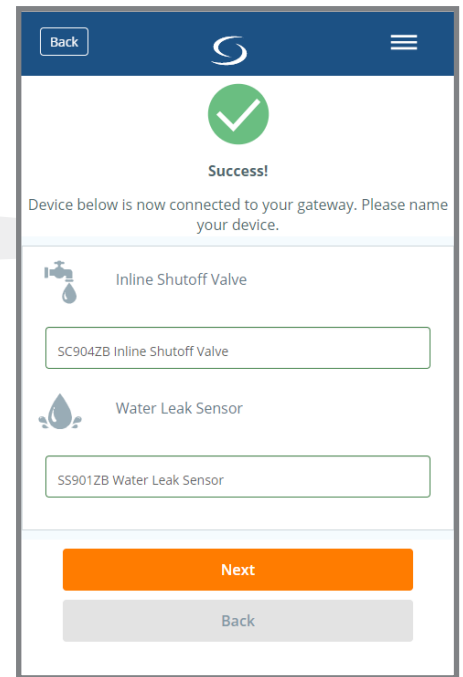 Back
Success!
Device below is now connected to your gateway. Please name
your device.
Inline Shutoff Valve
SC904ZB Inline Shutoff Valve
Water Leak Sensor
SS901ZB Water Leak Sensor
Next
Back